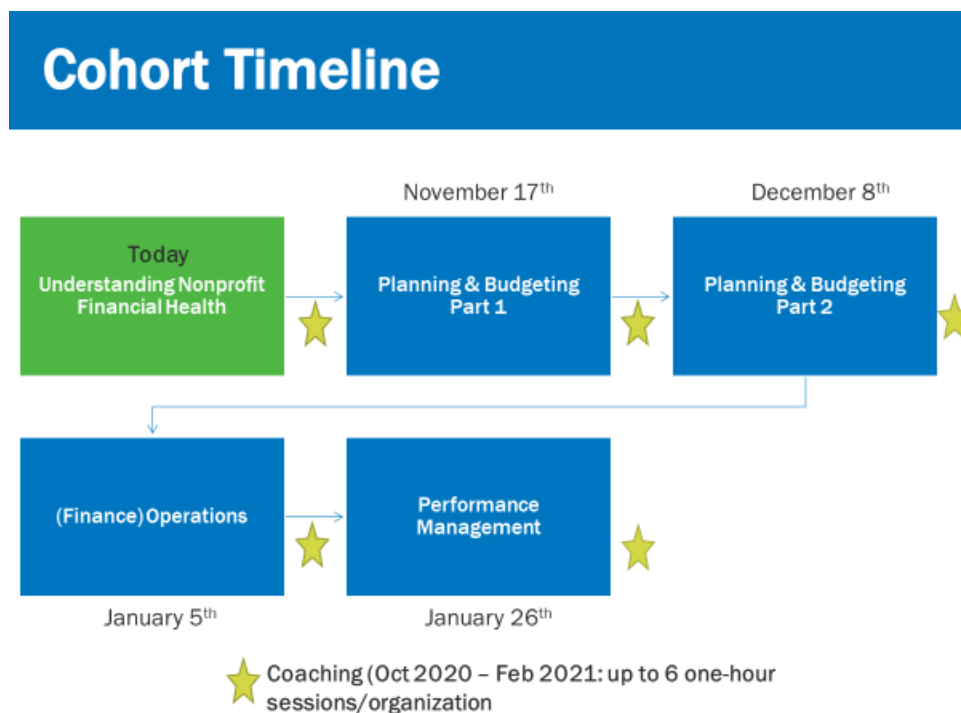 Cohort Timeline
November 17th
December 8th
Today
Understanding Nonprofit
Financial Health
Planning & Budgeting
Part 1
Planning & Budgeting
Part 2
(Finance) Operations
Performance
Management
January 5th
January 26th
Coaching (Oct 2020 – Feb 2021: up to 6 one-hour
sessions/organization